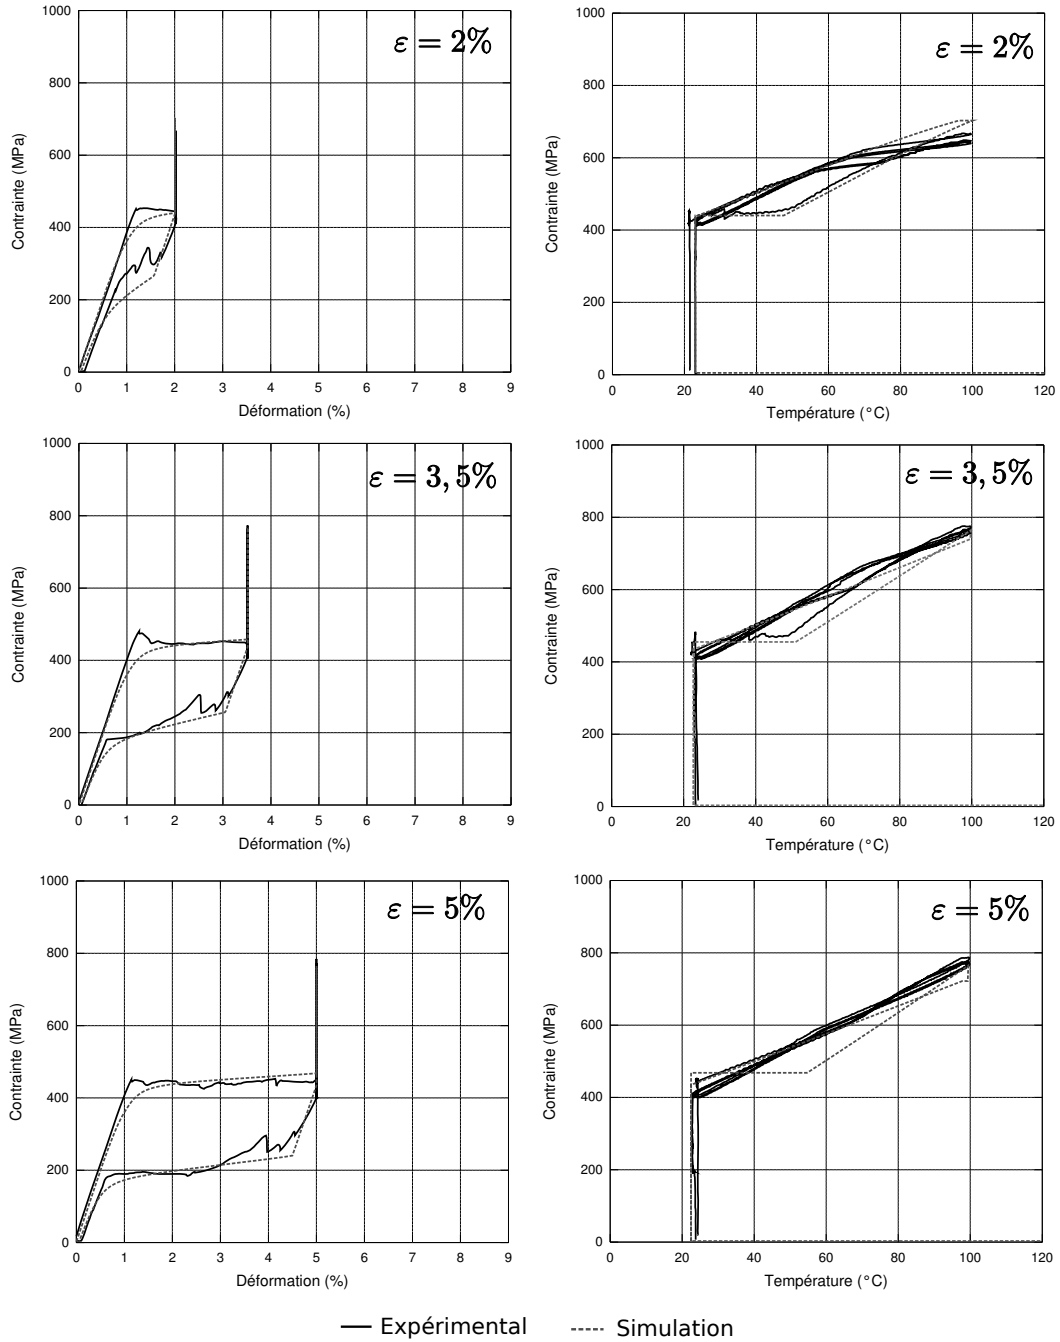 ε = 2%
Contrainte (MPa)
1000
800
600
400
200
0
0 1 2 3 4 5 6 7 8 9
Déformation (%)
ε = 2%
Contrainte (MPa)
1000
800
600
400
200
0
0 20 40 60 80 100 120
Température (°C)
ε = 3, 5%
Contrainte (MPa)
1000
800
600
400
200
0
0 1 2 3 4 5 6 7 8 9
Déformation (%)
ε = 3, 5%
Contrainte (MPa)
1000
800
600
400
200
0
0 20 40 60 80 100 120
Température (°C)
ε = 5%
Contrainte (MPa)
1000
800
600
400
200
0
0 1 2 3 4 5 6 7 8 9
Déformation (%)
ε = 5%
Contrainte (MPa)
1000
800
600
400
200
0
0 20 40 60 80 100 120
Température (°C)
Expérimental Simulation